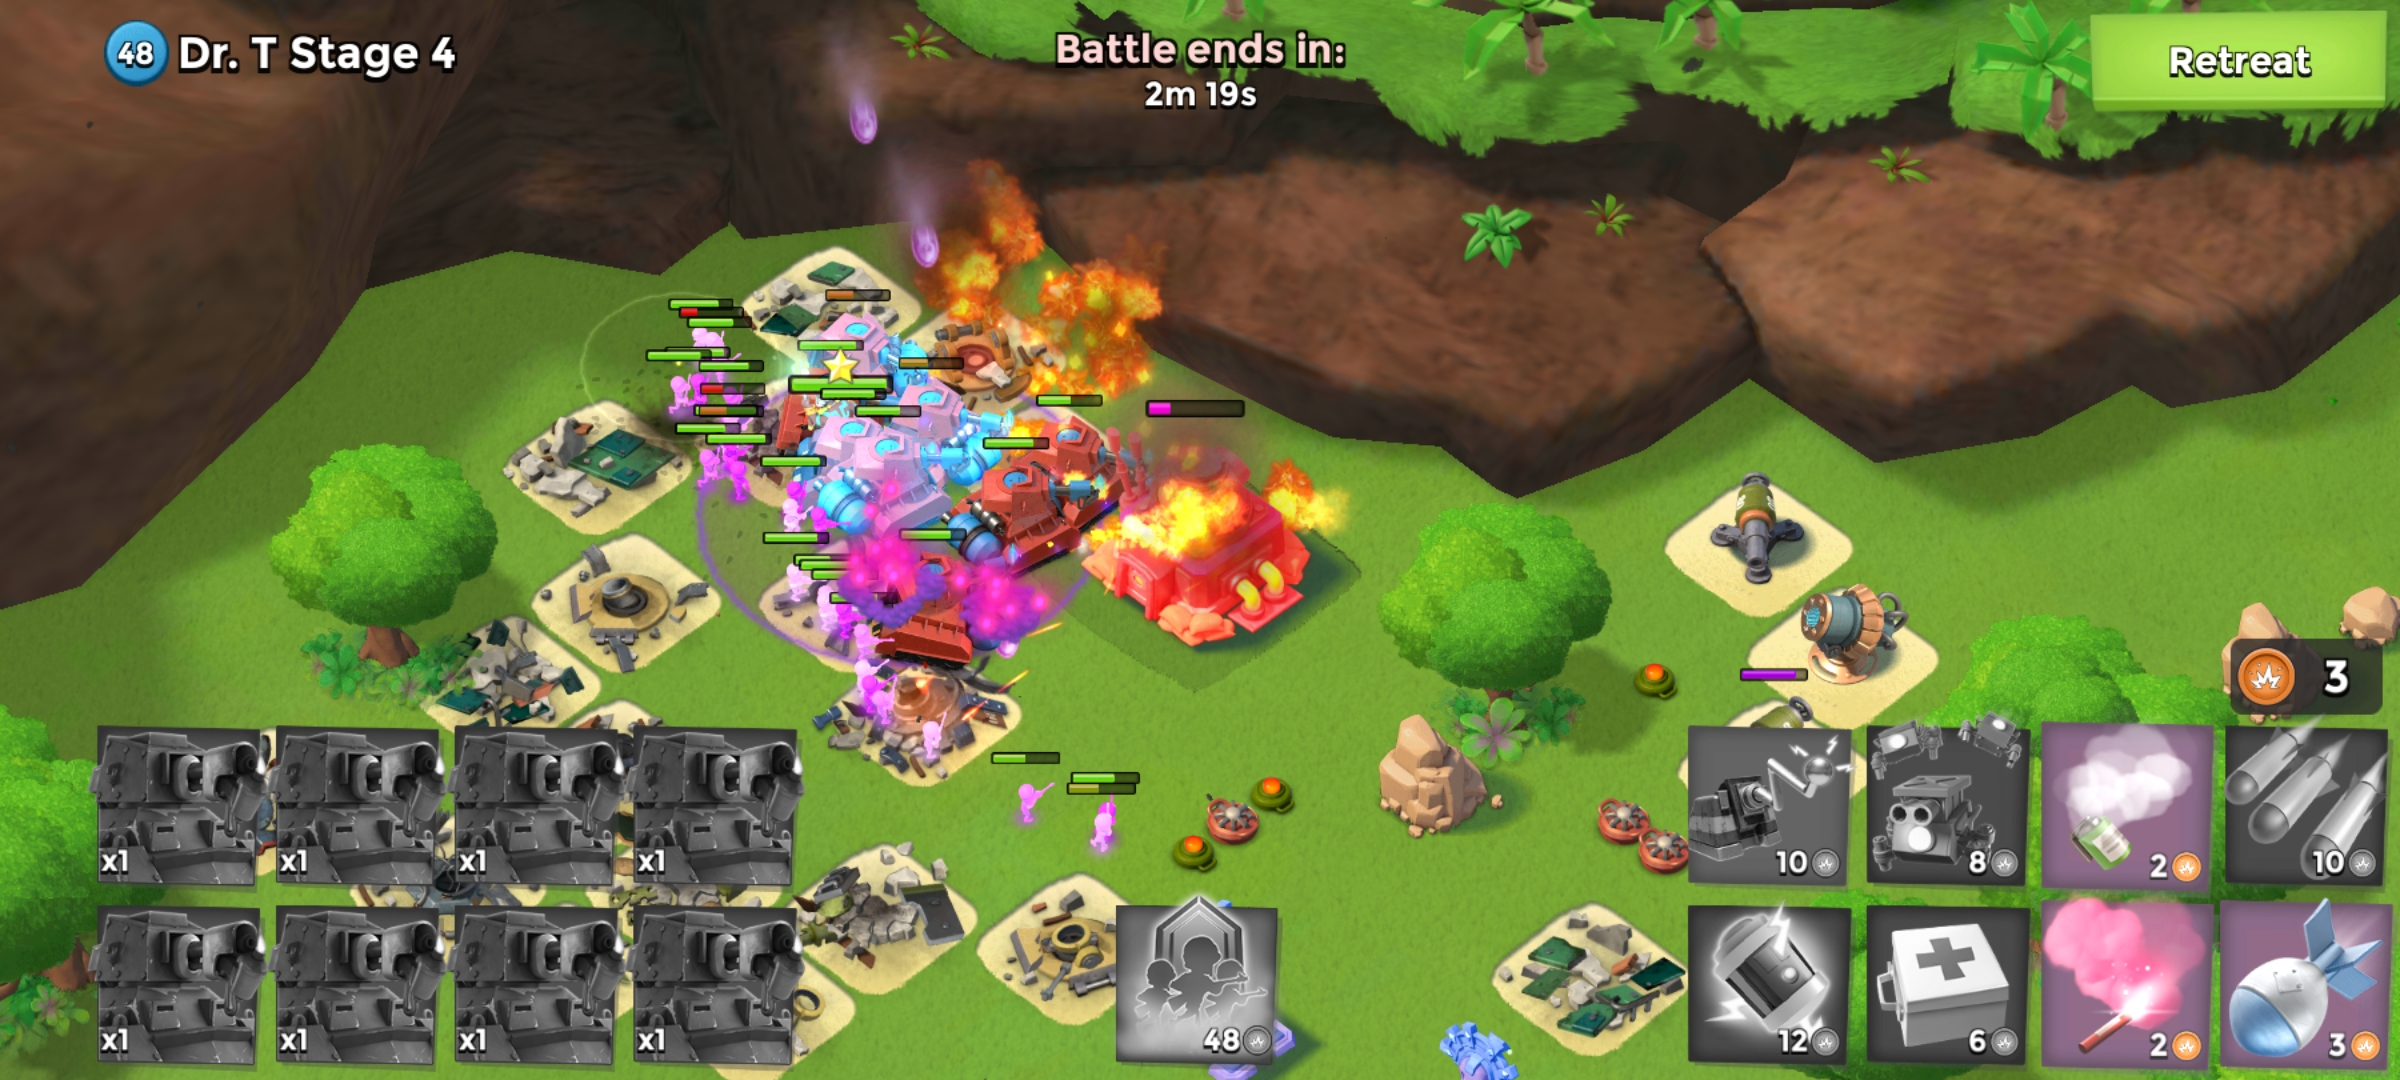 48 Dr. T Stage 4
Battle ends in:
2m 19s
Retreat
3
x1 x1 x1 x1
10 8 2 10
x1 x1 x1 x1
48
12 6 2 3